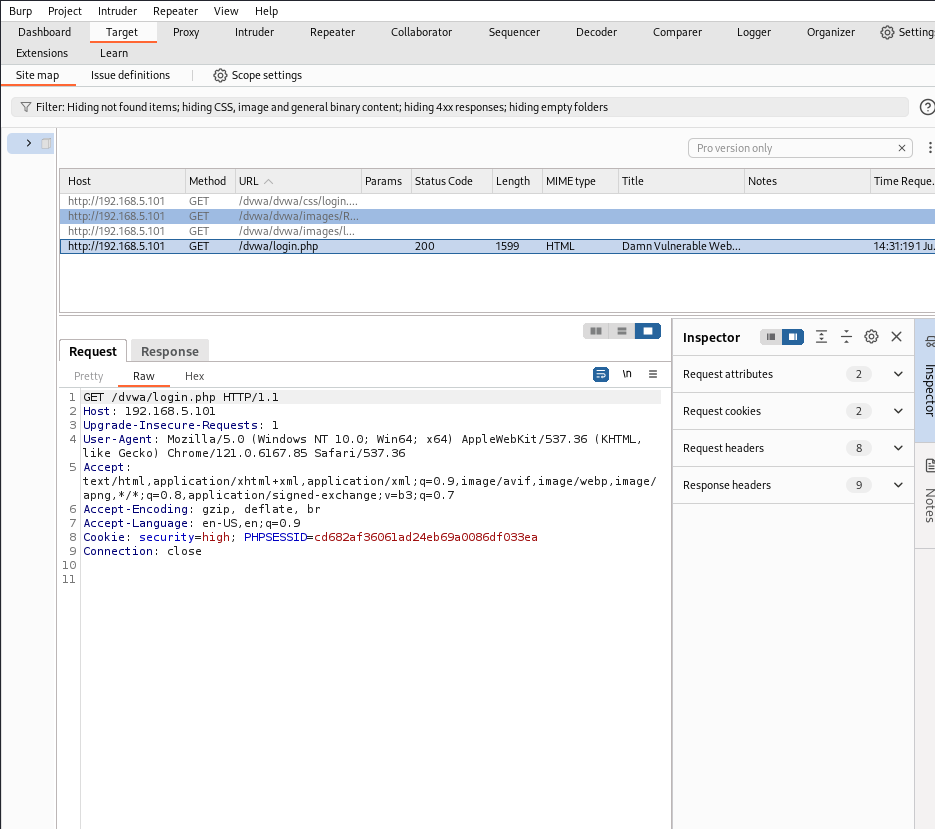 Burp Project Intruder Repeater View Help
Dashboard Target Proxy Intruder Repeater Collaborator Sequencer Decoder Comparer Logger Organizer Setting
Extensions Learn
Site map Issue definitions Scope settings
Filter: Hiding not found items; hiding CSS, image and general binary content; hiding 4xx responses; hiding empty folders
Pro version only
Host Method URL Params Status Code Length MIME type Title Notes Time Reque...
http://192.168.5.101 GET /dvwa/dvwa/css/login....
http://192.168.5.101 GET /dvwa/dvwa/images/R...
http://192.168.5.101 GET /dvwa/dvwa/images/l...
http://192.168.5.101 GET /dvwa/login.php 200 1599 HTML Damn Vulnerable Web... 14:31:19 1 Ju.
Request Response
Pretty Raw Hex \n
1 GET /dvwa/login.php HTTP/1.1
2 Host: 192.168.5.101
3 Upgrade-Insecure-Requests: 1
4 User-Agent: Mozilla/5.0 (Windows NT 10.0; Win64; x64) AppleWebKit/537.36 (KHTML,
like Gecko) Chrome/121.0.6167.85 Safari/537.36
5 Accept:
text/html,application/xhtml+xml,application/xml;q=0.9,image/avif,image/webp,image/
apng,*/*;q=0.8,application/signed-exchange;v=b3;q=0.7
6 Accept-Encoding: gzip, deflate, br
7 Accept-Language: en-US,en;q=0.9
8 Cookie: security=high; PHPSESSID=cd682af36061ad24eb69a0086df033ea
9 Connection: close
10
11
Inspector
Request attributes 2
Request cookies 2
Request headers 8
Response headers 9
Inspector
Notes